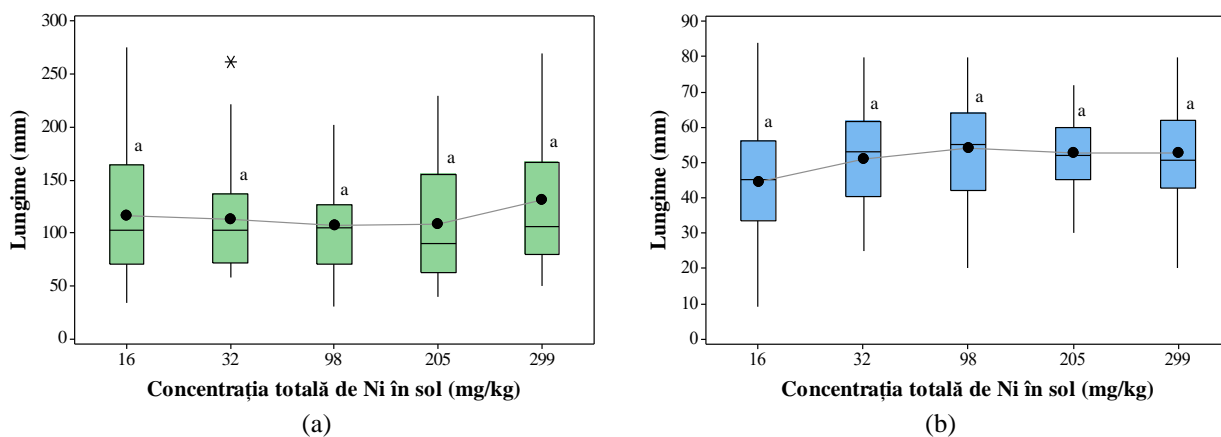 300
250
200
150
100
50
0
Lungime (mm)
a
a
a
a
a
16 32 98 205 299
Concentrația totală de Ni în sol (mg/kg)
(a)
90
80
70
60
50
40
30
20
10
0
Lungime (mm)
a
a
a
a
a
16 32 98 205 299
Concentrația totală de Ni în sol (mg/kg)
(b)